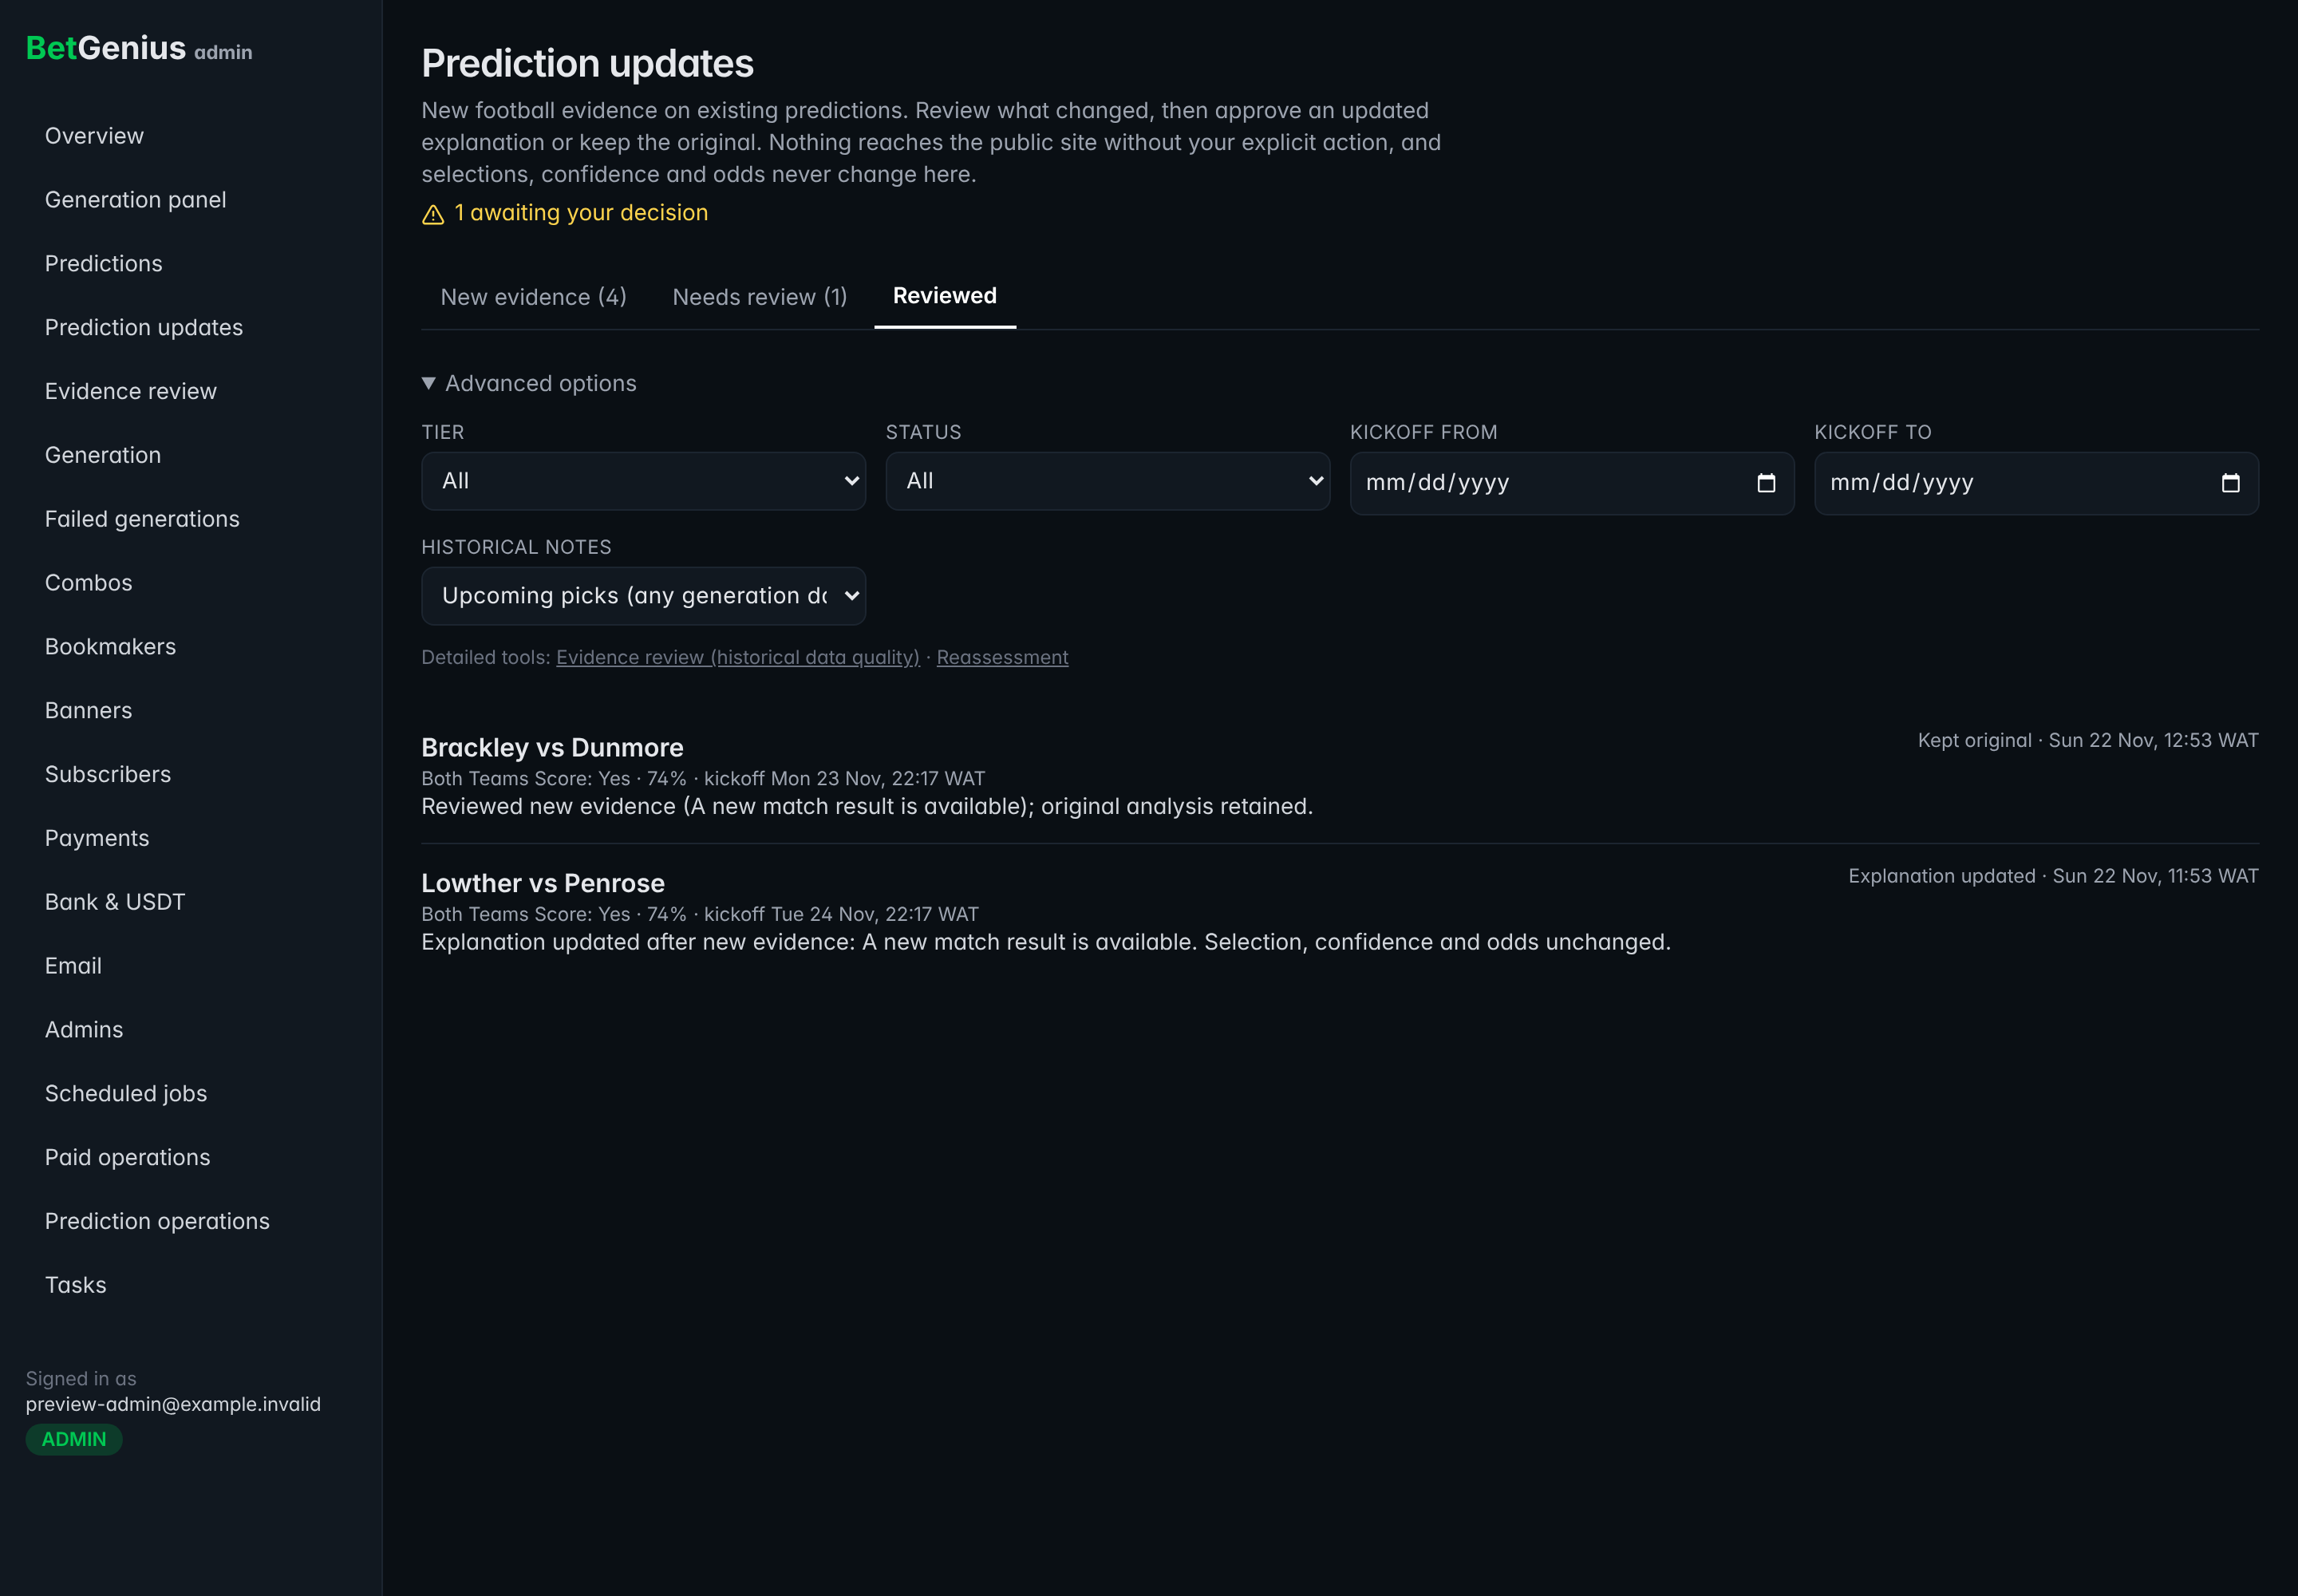 BetGenius admin
Overview
Generation panel
Predictions
Prediction updates
Evidence review
Generation
Failed generations
Combos
Bookmakers
Banners
Subscribers
Payments
Bank & USDT
Email
Admins
Scheduled jobs
Paid operations
Prediction operations
Tasks
Signed in as
preview-admin@example.invalid
ADMIN
Prediction updates
New football evidence on existing predictions. Review what changed, then approve an updated
explanation or keep the original. Nothing reaches the public site without your explicit action, and
selections, confidence and odds never change here.
1 awaiting your decision
New evidence (4) Needs review (1) Reviewed
▼ Advanced options
TIER STATUS KICKOFF FROM KICKOFF TO
All All mm/dd/yyyy mm/dd/yyyy
HISTORICAL NOTES
Upcoming picks (any generation
Detailed tools: Evidence review (historical data quality) · Reassessment
Brackley vs Dunmore Kept original · Sun 22 Nov, 12:53 WAT
Both Teams Score: Yes · 74% · kickoff Mon 23 Nov, 22:17 WAT
Reviewed new evidence (A new match result is available); original analysis retained.
Lowther vs Penrose Explanation updated · Sun 22 Nov, 11:53 WAT
Both Teams Score: Yes · 74% · kickoff Tue 24 Nov, 22:17 WAT
Explanation updated after new evidence: A new match result is available. Selection, confidence and odds unchanged.